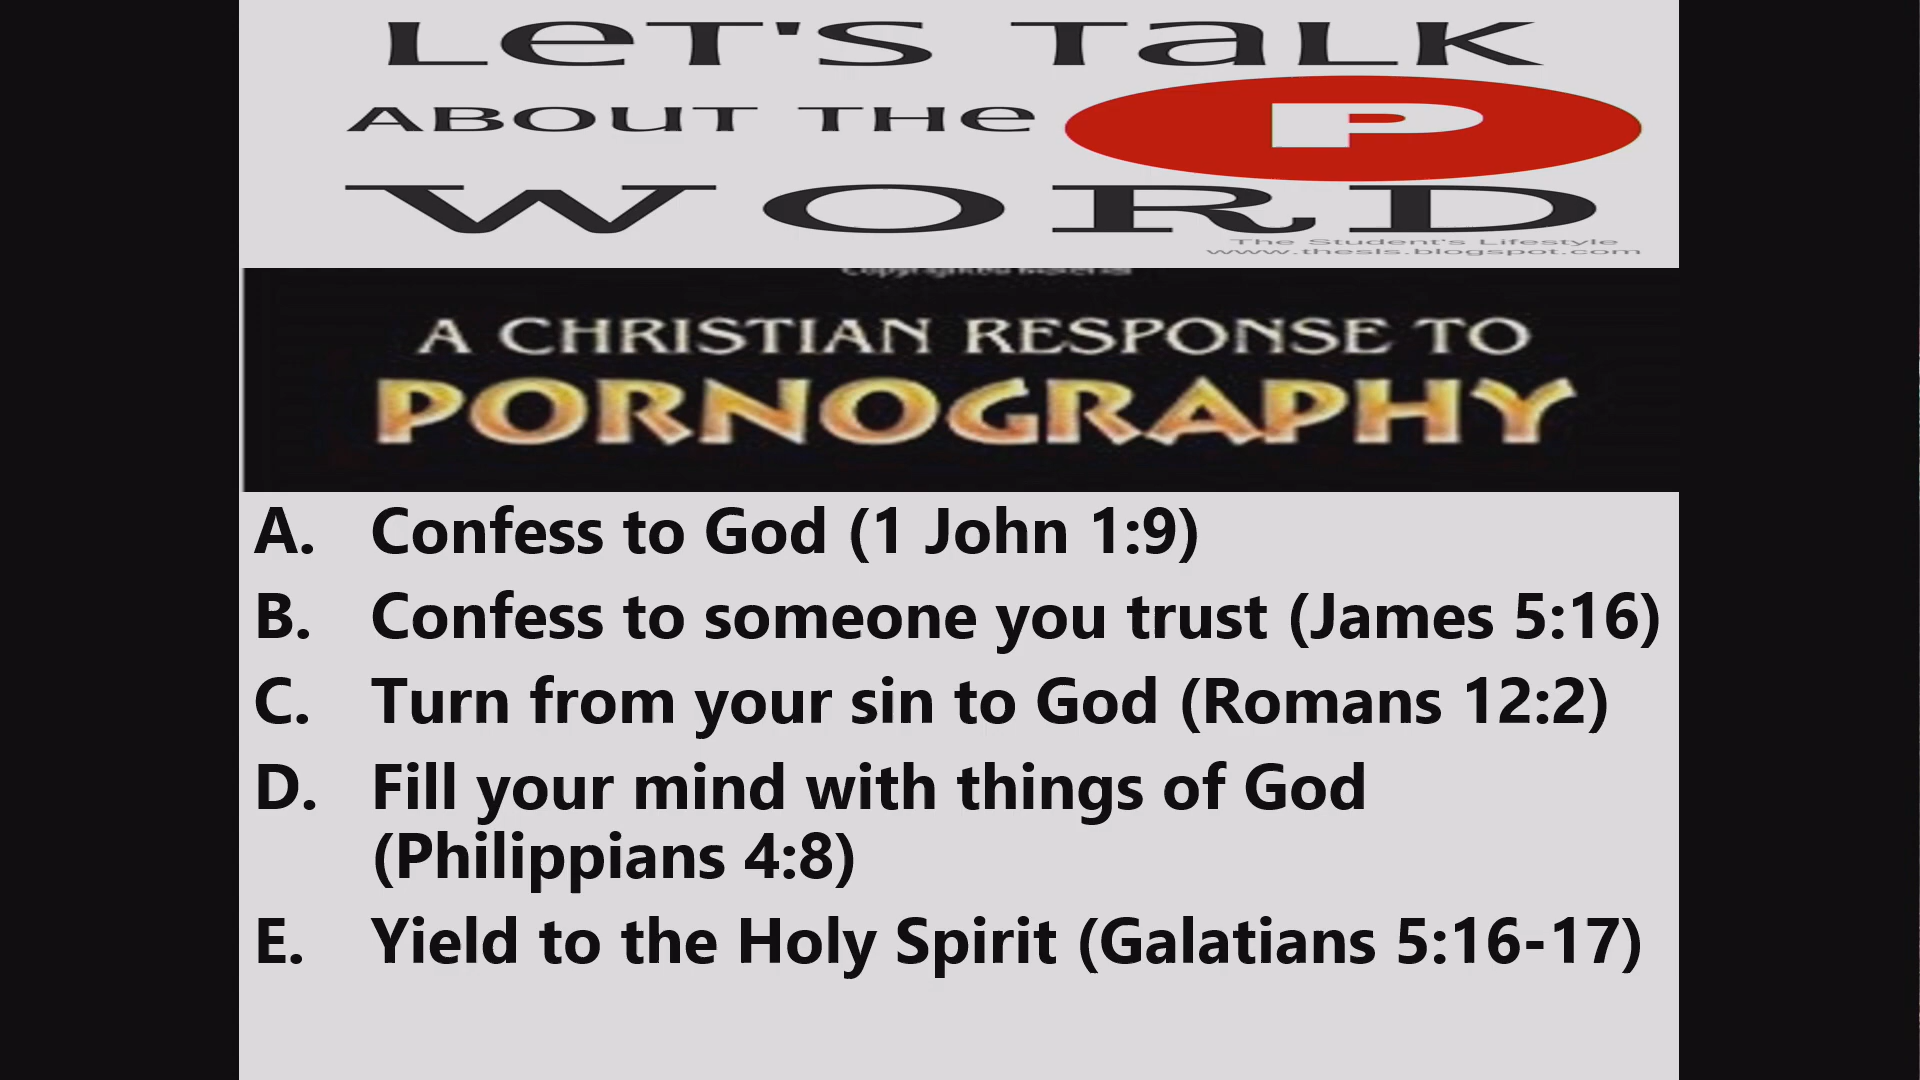 LeT'S TaLK
ABOUT THe P
WORD
The Student's Lifestyle
www.thesls.blogspot.com
A CHRISTIAN RESPONSE TO
PORNOGRAPHY
A. Confess to God (1 John 1:9)
B. Confess to someone you trust (James 5:16)
C. Turn from your sin to God (Romans 12:2)
D. Fill your mind with things of God
(Philippians 4:8)
E. Yield to the Holy Spirit (Galatians 5:16-17)